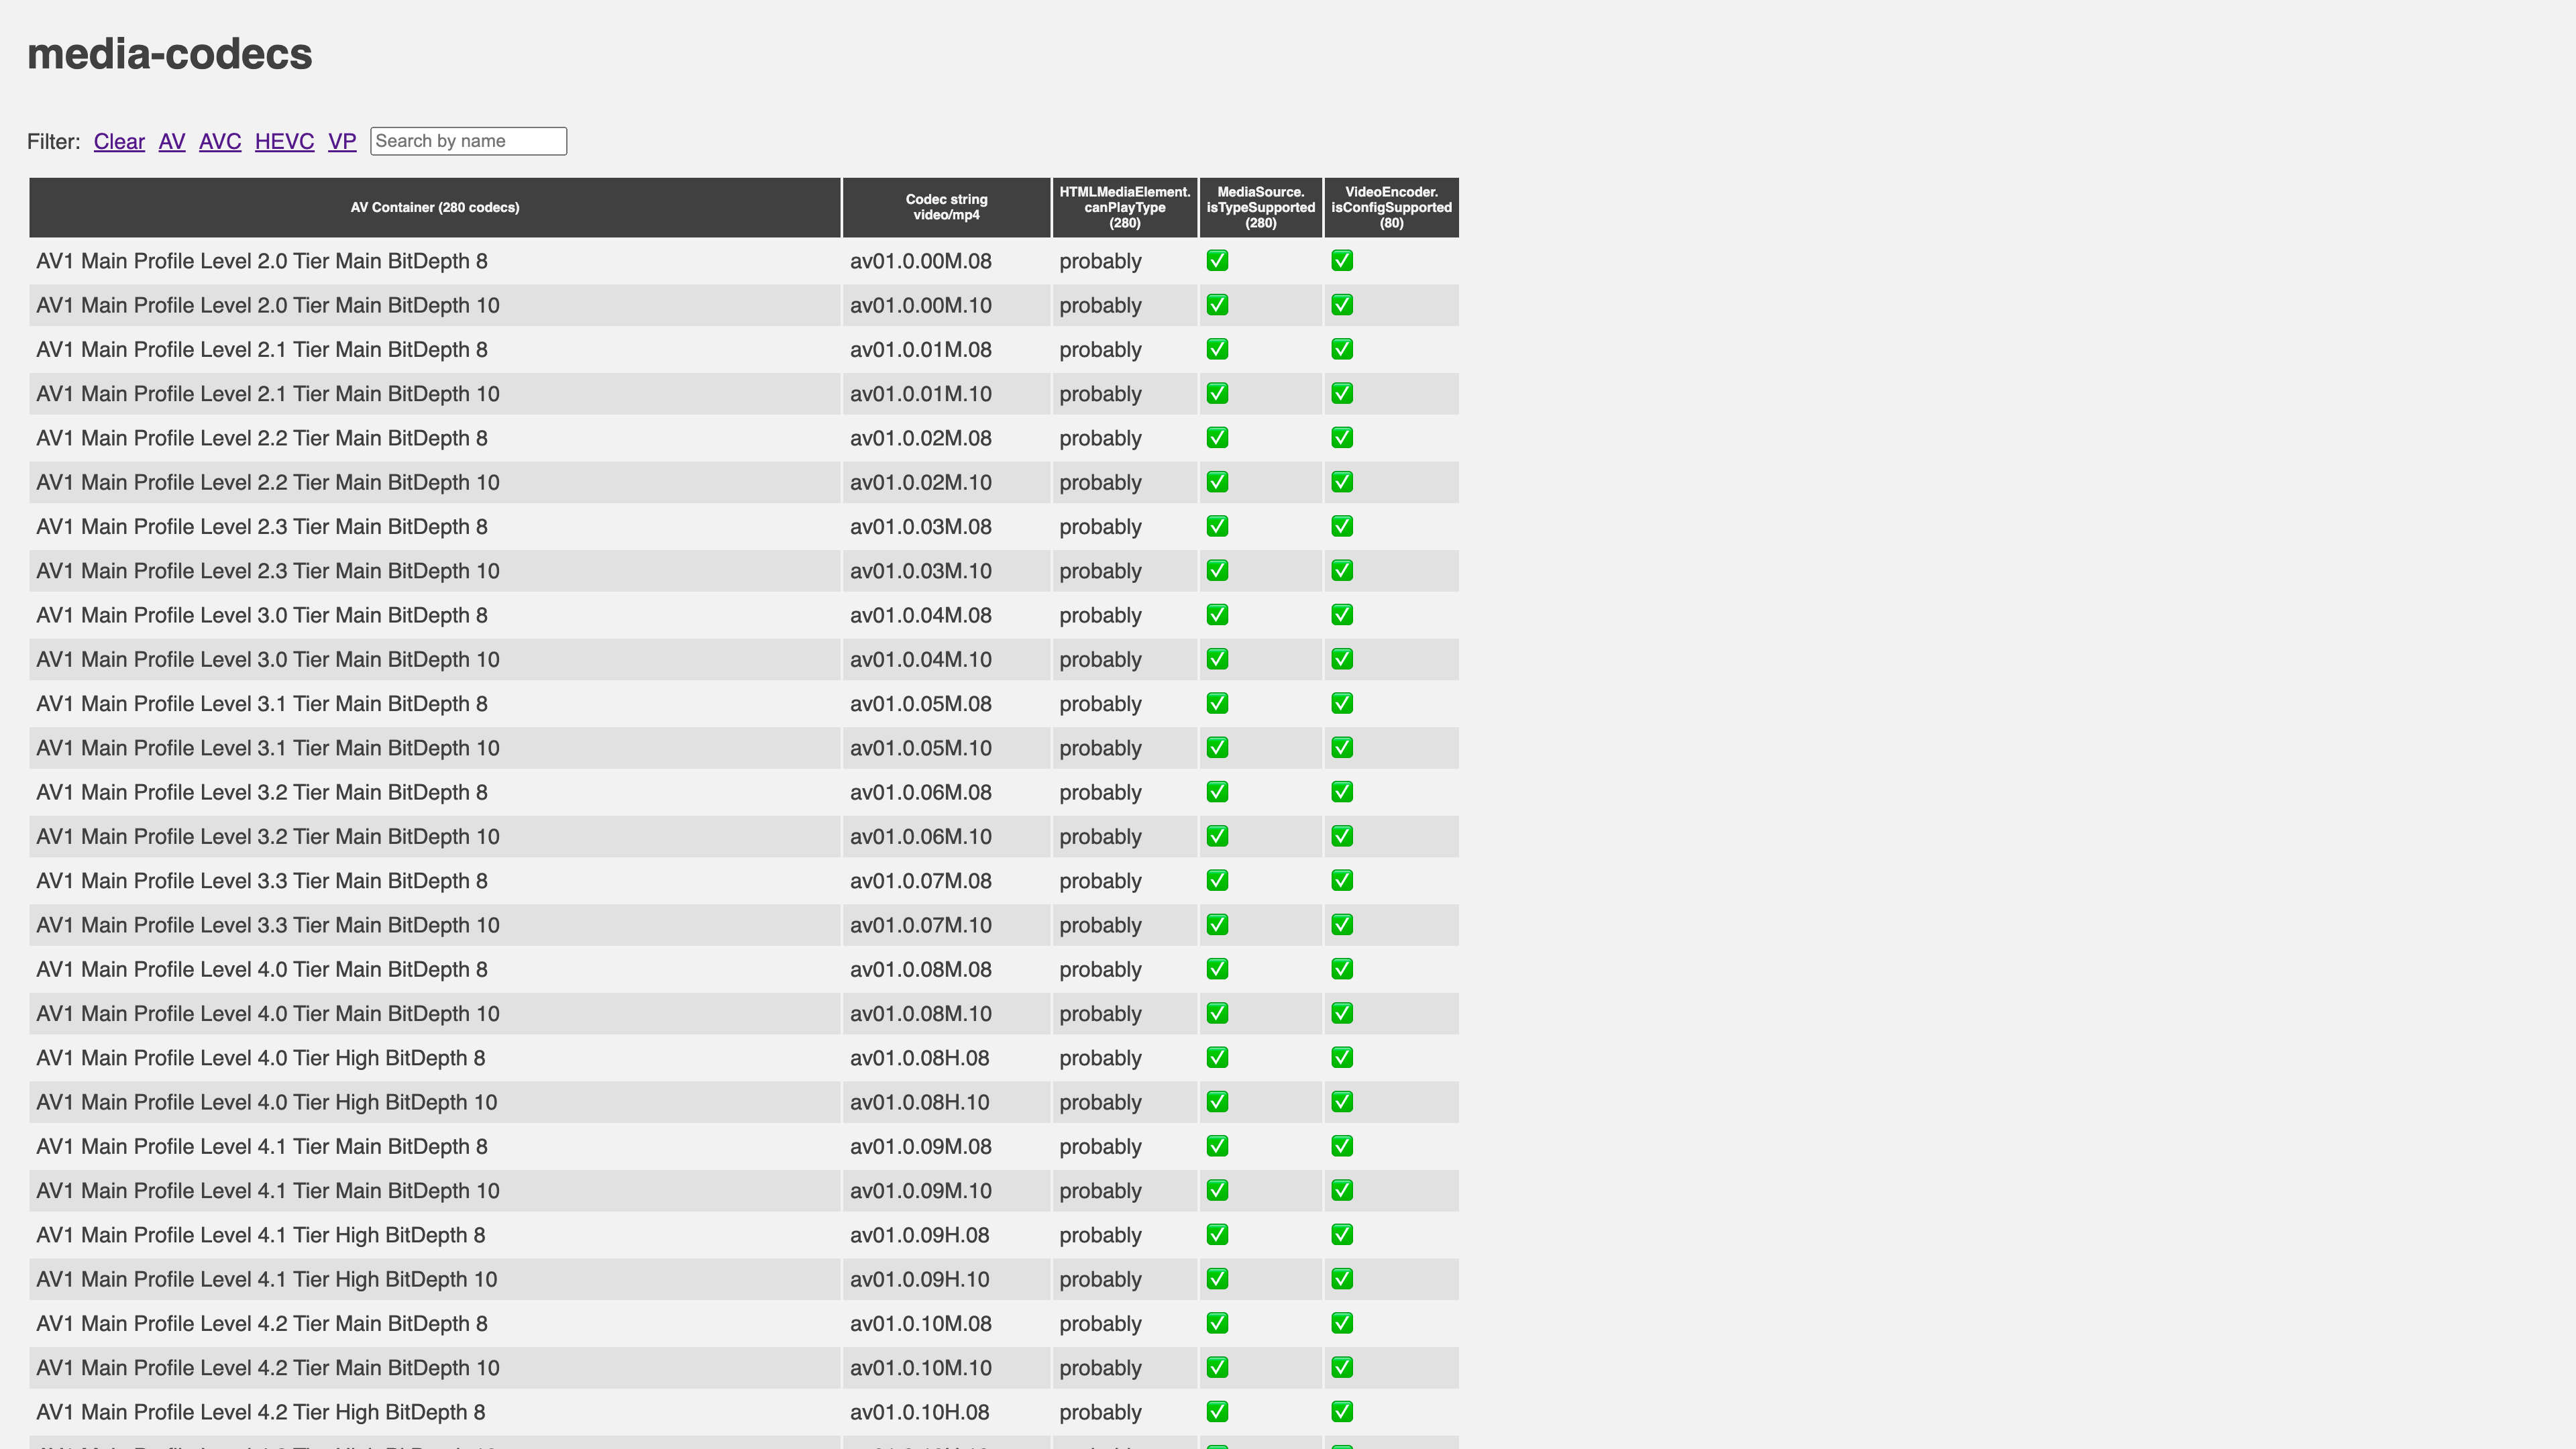 media-codecs
Filter: Clear AV AVC HEVC VP Search by name
AV Container (280 codecs)
Codec string
video/mp4
HTMLMediaElement.
canPlayType
(280)
MediaSource.
isTypeSupported
(280)
VideoEncoder.
isConfigSupported
(80)
AV1 Main Profile Level 2.0 Tier Main BitDepth 8 av01.0.00M.08 probably ✅ ✅
AV1 Main Profile Level 2.0 Tier Main BitDepth 10 av01.0.00M.10 probably ✅ ✅
AV1 Main Profile Level 2.1 Tier Main BitDepth 8 av01.0.01M.08 probably ✅ ✅
AV1 Main Profile Level 2.1 Tier Main BitDepth 10 av01.0.01M.10 probably ✅ ✅
AV1 Main Profile Level 2.2 Tier Main BitDepth 8 av01.0.02M.08 probably ✅ ✅
AV1 Main Profile Level 2.2 Tier Main BitDepth 10 av01.0.02M.10 probably ✅ ✅
AV1 Main Profile Level 2.3 Tier Main BitDepth 8 av01.0.03M.08 probably ✅ ✅
AV1 Main Profile Level 2.3 Tier Main BitDepth 10 av01.0.03M.10 probably ✅ ✅
AV1 Main Profile Level 3.0 Tier Main BitDepth 8 av01.0.04M.08 probably ✅ ✅
AV1 Main Profile Level 3.0 Tier Main BitDepth 10 av01.0.04M.10 probably ✅ ✅
AV1 Main Profile Level 3.1 Tier Main BitDepth 8 av01.0.05M.08 probably ✅ ✅
AV1 Main Profile Level 3.1 Tier Main BitDepth 10 av01.0.05M.10 probably ✅ ✅
AV1 Main Profile Level 3.2 Tier Main BitDepth 8 av01.0.06M.08 probably ✅ ✅
AV1 Main Profile Level 3.2 Tier Main BitDepth 10 av01.0.06M.10 probably ✅ ✅
AV1 Main Profile Level 3.3 Tier Main BitDepth 8 av01.0.07M.08 probably ✅ ✅
AV1 Main Profile Level 3.3 Tier Main BitDepth 10 av01.0.07M.10 probably ✅ ✅
AV1 Main Profile Level 4.0 Tier Main BitDepth 8 av01.0.08M.08 probably ✅ ✅
AV1 Main Profile Level 4.0 Tier Main BitDepth 10 av01.0.08M.10 probably ✅ ✅
AV1 Main Profile Level 4.0 Tier High BitDepth 8 av01.0.08H.08 probably ✅ ✅
AV1 Main Profile Level 4.0 Tier High BitDepth 10 av01.0.08H.10 probably ✅ ✅
AV1 Main Profile Level 4.1 Tier Main BitDepth 8 av01.0.09M.08 probably ✅ ✅
AV1 Main Profile Level 4.1 Tier Main BitDepth 10 av01.0.09M.10 probably ✅ ✅
AV1 Main Profile Level 4.1 Tier High BitDepth 8 av01.0.09H.08 probably ✅ ✅
AV1 Main Profile Level 4.1 Tier High BitDepth 10 av01.0.09H.10 probably ✅ ✅
AV1 Main Profile Level 4.2 Tier Main BitDepth 8 av01.0.10M.08 probably ✅ ✅
AV1 Main Profile Level 4.2 Tier Main BitDepth 10 av01.0.10M.10 probably ✅ ✅
AV1 Main Profile Level 4.2 Tier High BitDepth 8 av01.0.10H.08 probably ✅ ✅